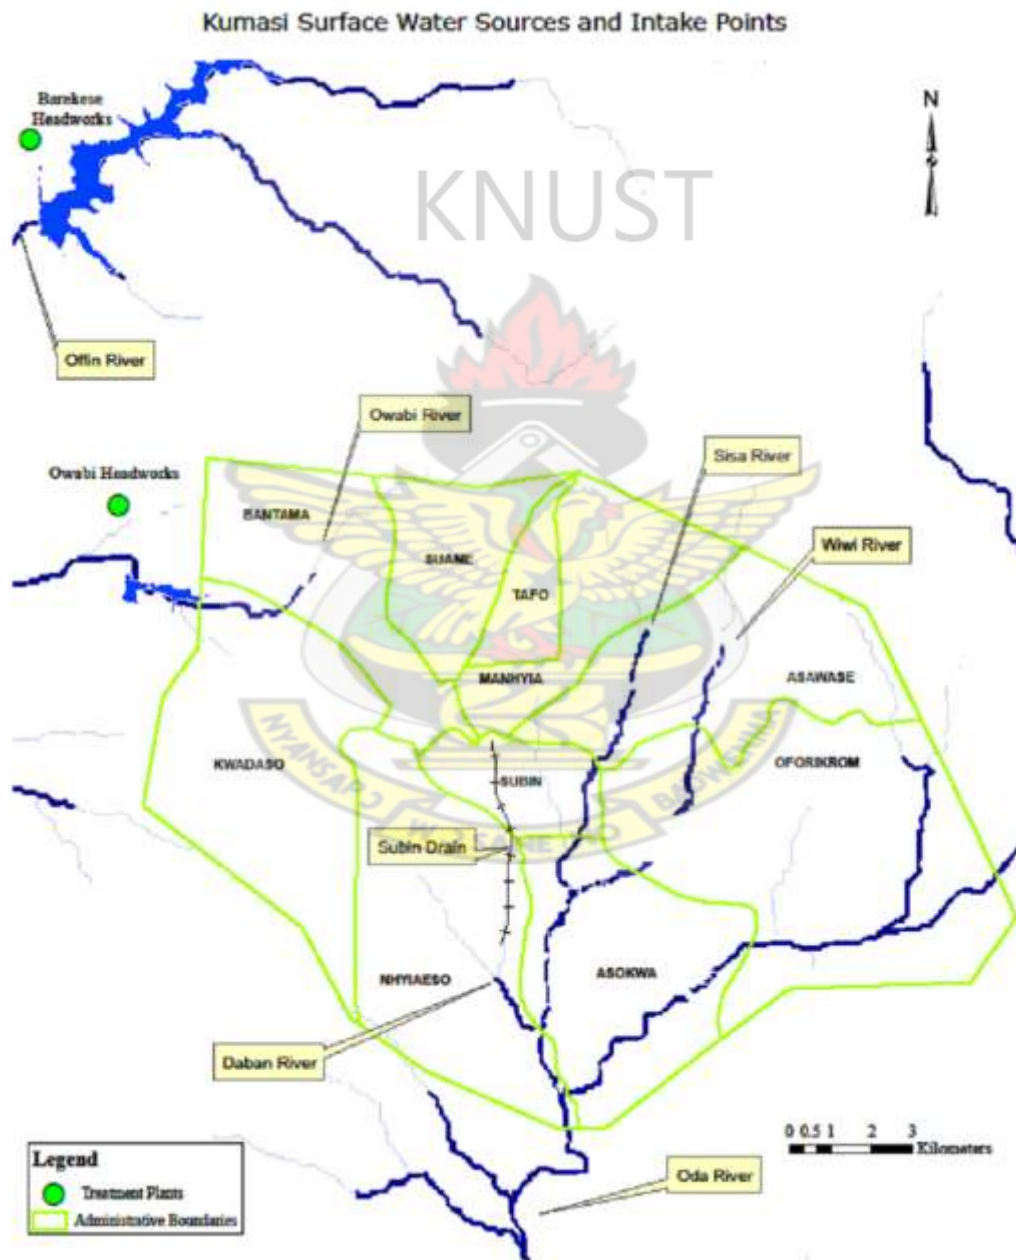 Kumasi Surface Water Sources and Intake Points
Barekese
Headworks
N
KNUST
Offin River
Owabi River
Sisa River
Owabi Headworks
BANTAMA
SUAME
TAFO
Wiwi River
MANHYIA
ASAWASE
KWADASO
OFORIKROM
SUBIN
Subin Drain
NHYIAESO
ASOKWA
Daban River
0 0.5 1 2 3
Kilometers
Legend
Treatment Plants
Administrative Boundaries
Oda River